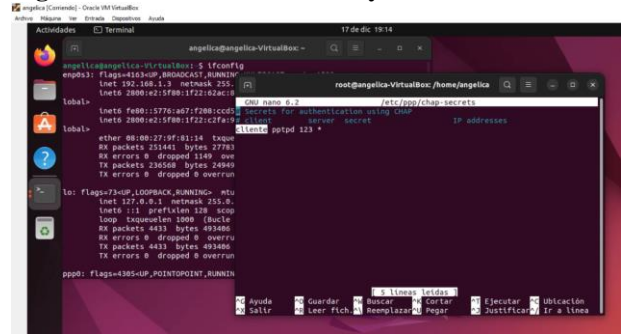 angelica [Corriendo] - Oracle VM VirtualBox
Archivo Máquina Ver Entrada Dispositivos Ayuda
Actividades Terminal 17 de dic 19:14
angelica@angelica-VirtualBox: ~
angelica@angelica-VirtualBox:~$ ifconfig
enp0s3: flags=4163<UP,BROADCAST,RUNNING
inet 192.168.1.3 netmask 255.
inet6 2800:e2:5f80:1f22:62ac:8
lobal>
inet6 fe80::5776:a67:f208:ccd5
inet6 2800:e2:5f80:1f22:c2fa:9
lobal>
ether 08:00:27:9f:81:14 txque
RX packets 251441 bytes 27783
RX errors 0 dropped 1149 ove
TX packets 236568 bytes 24949
TX errors 0 dropped 0 overrun
lo: flags=73<UP,LOOPBACK,RUNNING> mtu
inet 127.0.0.1 netmask 255.0.
inet6 ::1 prefixlen 128 scop
loop txqueuelen 1000 (Bucle
RX packets 4433 bytes 493406
RX errors 0 dropped 0 overru
TX packets 4433 bytes 493406
TX errors 0 dropped 0 overrun
ppp0: flags=4305<UP,POINTOPOINT,RUNNIN
root@angelica-VirtualBox: /home/angelica
GNU nano 6.2 /etc/ppp/chap-secrets
# Secrets for authentication using CHAP
# client server secret IP addresses
cliente pptpd 123 *
[ 5 líneas leídas ]
^G Ayuda ^O Guardar ^W Buscar ^K Cortar ^T Ejecutar ^C Ubicación
^X Salir ^R Leer fich. ^\ Reemplazar ^U Pegar ^J Justificar ^/ Ir a línea